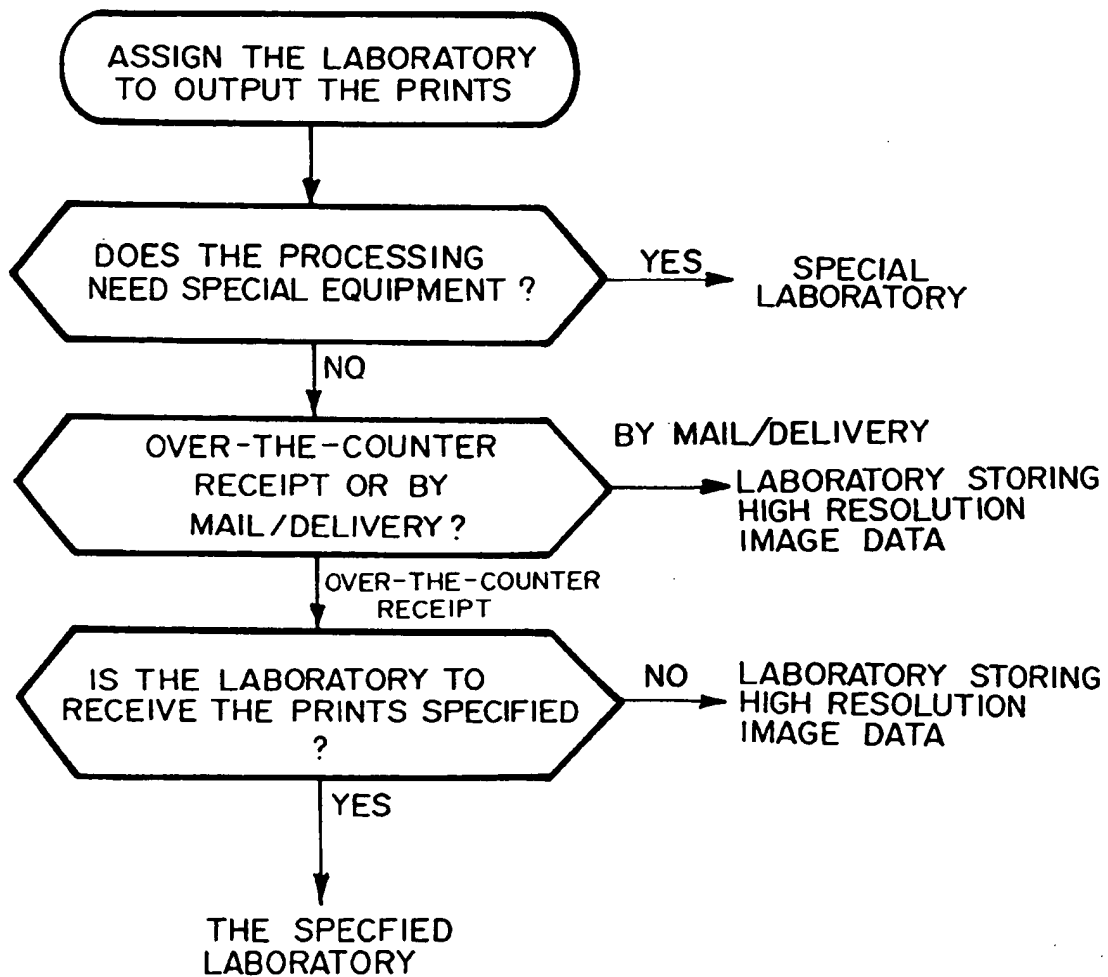 ASSIGN THE LABORATORY
TO OUTPUT THE PRINTS
DOES THE PROCESSING
NEED SPECIAL EQUIPMENT ?
YES
SPECIAL
LABORATORY
NO
OVER-THE-COUNTER
RECEIPT OR BY
MAIL/DELIVERY ?
BY MAIL/DELIVERY
LABORATORY STORING
HIGH RESOLUTION
IMAGE DATA
OVER-THE-COUNTER
RECEIPT
IS THE LABORATORY TO
RECEIVE THE PRINTS SPECIFIED
?
NO
LABORATORY STORING
HIGH RESOLUTION
IMAGE DATA
YES
THE SPECFIED
LABORATORY